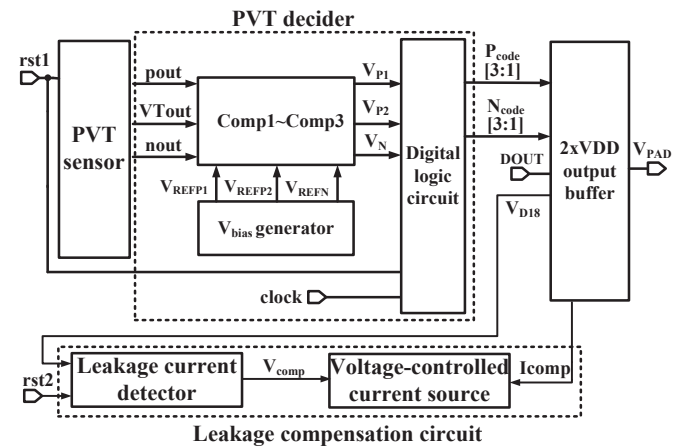 PVT decider
rst1
PVT
sensor
pout
VTout
nout
Comp1~Comp3
VP1
VP2
VN
VREFP1
VREFP2
VREFN
Vbias generator
Digital
logic
circuit
clock
Pcode
[3:1]
Ncode
[3:1]
DOUT
VD18
2xVDD
output
buffer
VPAD
rst2
Leakage current
detector
Vcomp
Voltage-controlled
current source
Icomp
Leakage compensation circuit